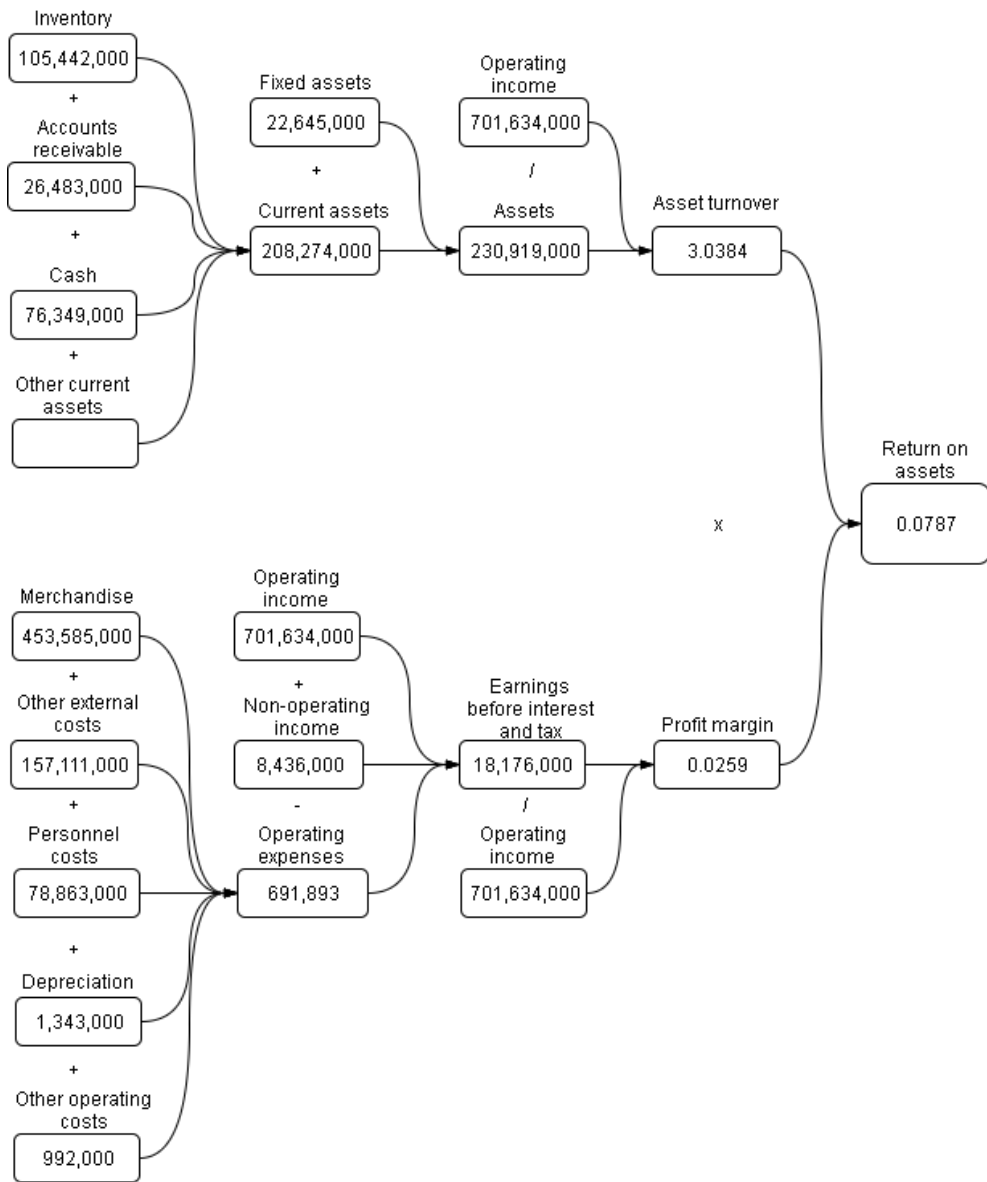 Inventory
105,442,000
+
Accounts
receivable
26,483,000
+
Cash
76,349,000
+
Other current
assets
Fixed assets
22,645,000
+
Current assets
208,274,000
Operating
income
701,634,000
/
Assets
230,919,000
Asset turnover
3.0384
Return on
assets
0.0787
x
Merchandise
453,585,000
+
Other external
costs
157,111,000
+
Personnel
costs
78,863,000
+
Depreciation
1,343,000
+
Other operating
costs
992,000
Operating
income
701,634,000
+
Non-operating
income
8,436,000
-
Operating
expenses
691,893
Earnings
before interest
and tax
18,176,000
/
Operating
income
701,634,000
Profit margin
0.0259